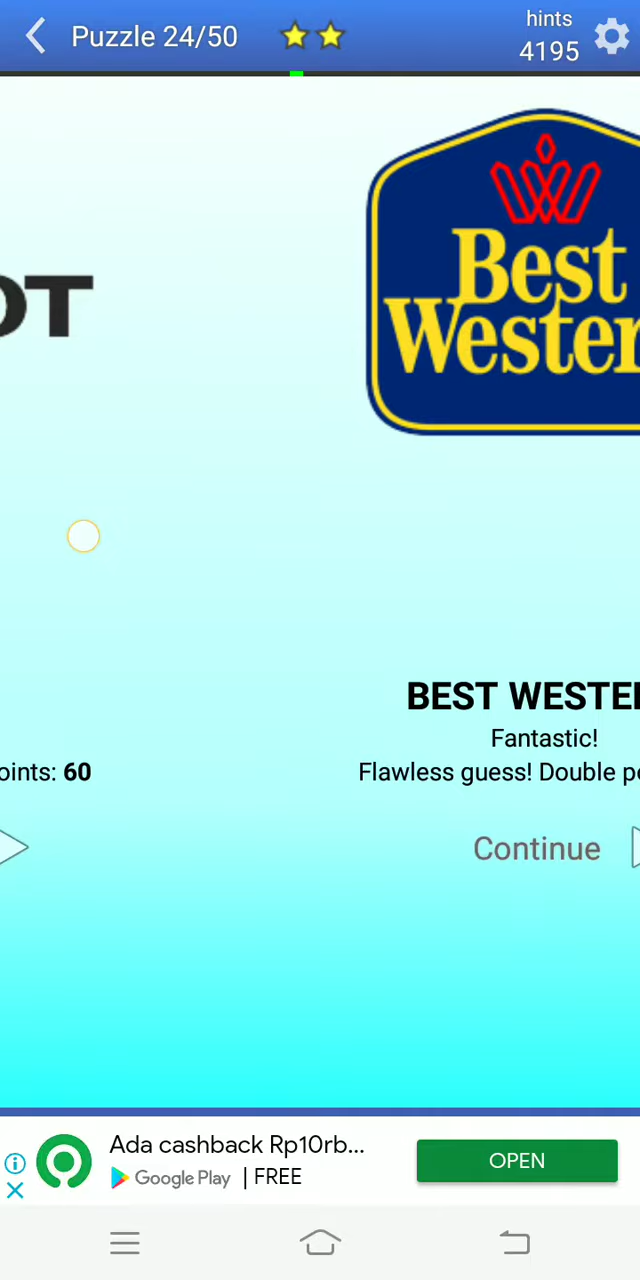 Puzzle 24/50
hints
4195
OT
Best
Wester
BEST WESTE
Fantastic!
oints: 60
Flawless guess! Double p
Continue
Ada cashback Rp10rb...
Google Play | FREE
OPEN